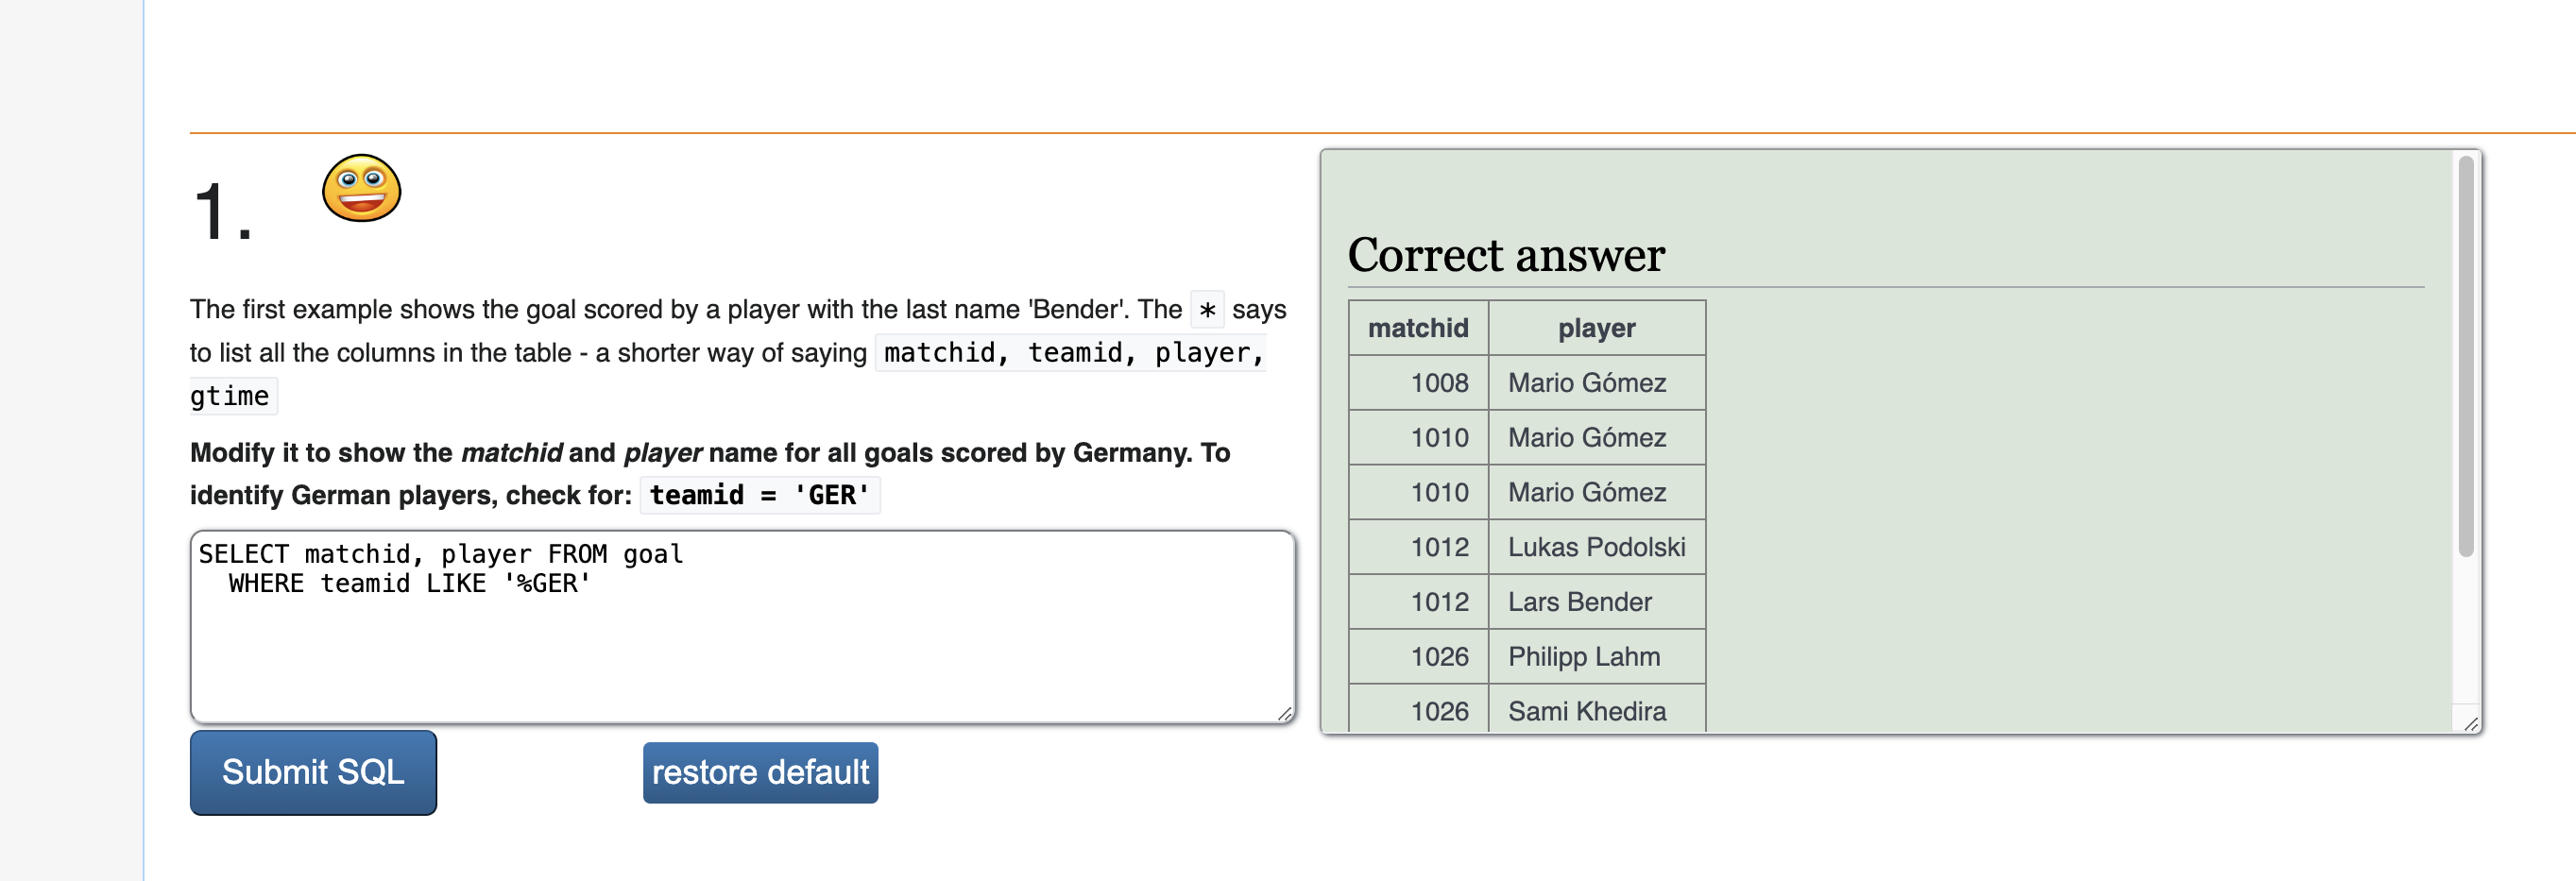 1.
The first example shows the goal scored by a player with the last name 'Bender'. The * says
to list all the columns in the table - a shorter way of saying matchid, teamid, player,
gtime
Modify it to show the matchid and player name for all goals scored by Germany. To
identify German players, check for: teamid = 'GER'
SELECT matchid, player FROM goal
WHERE teamid LIKE '%GER'
Submit SQL
restore default
Correct answer
matchid player
1008 Mario Gómez
1010 Mario Gómez
1010 Mario Gómez
1012 Lukas Podolski
1012 Lars Bender
1026 Philipp Lahm
1026 Sami Khedira